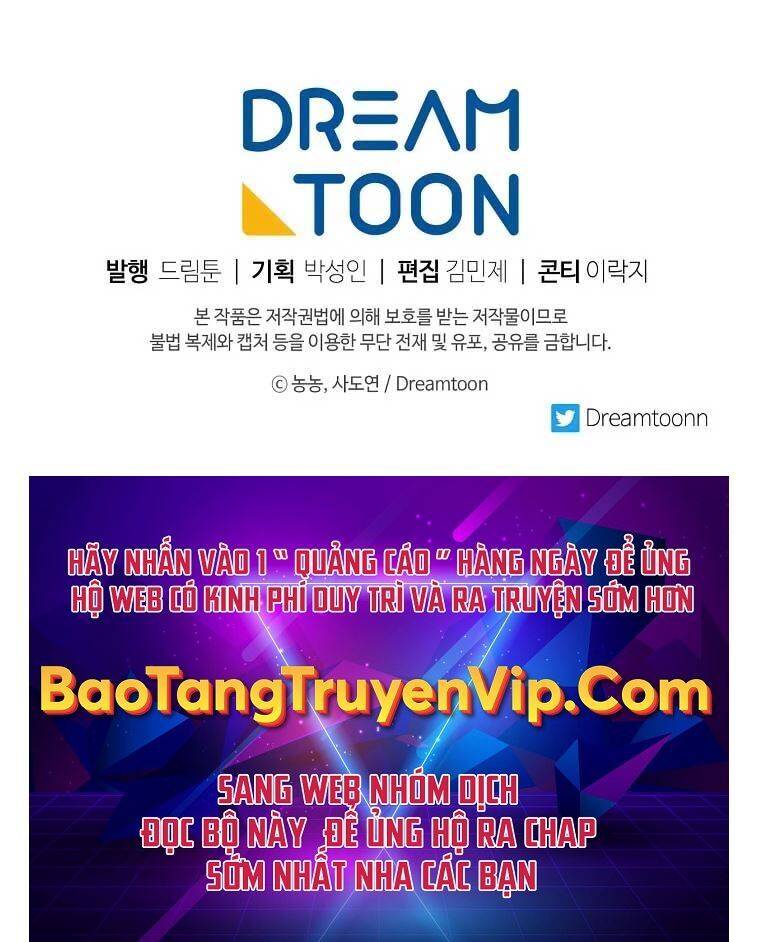 DREAM
TOON
발행 드림툰 | 기획 박성인 | 편집 김민제 | 콘티 이락지
본 작품은 저작권법에 의해 보호를 받는 저작물이므로
불법 복제와 캡처 등을 이용한 무단 전재 및 유포, 공유를 금합니다.
ⓒ 농농, 사도연 / Dreamtoon
Dreamtoonn
HÃY NHẤN VÀO 1 " QUẢNG CÁO " HÀNG NGÀY ĐỂ ỦNG
HỘ WEB CÓ KINH PHÍ DUY TRÌ VÀ RA TRUYỆN SỚM HƠN
BaoTangTruyenVip.Com
SANG WEB NHÓM DỊCH
ĐỌC BỘ NÀY ĐỂ ỦNG HỘ RA CHAP
SỚM NHẤT NHA CÁC BẠN